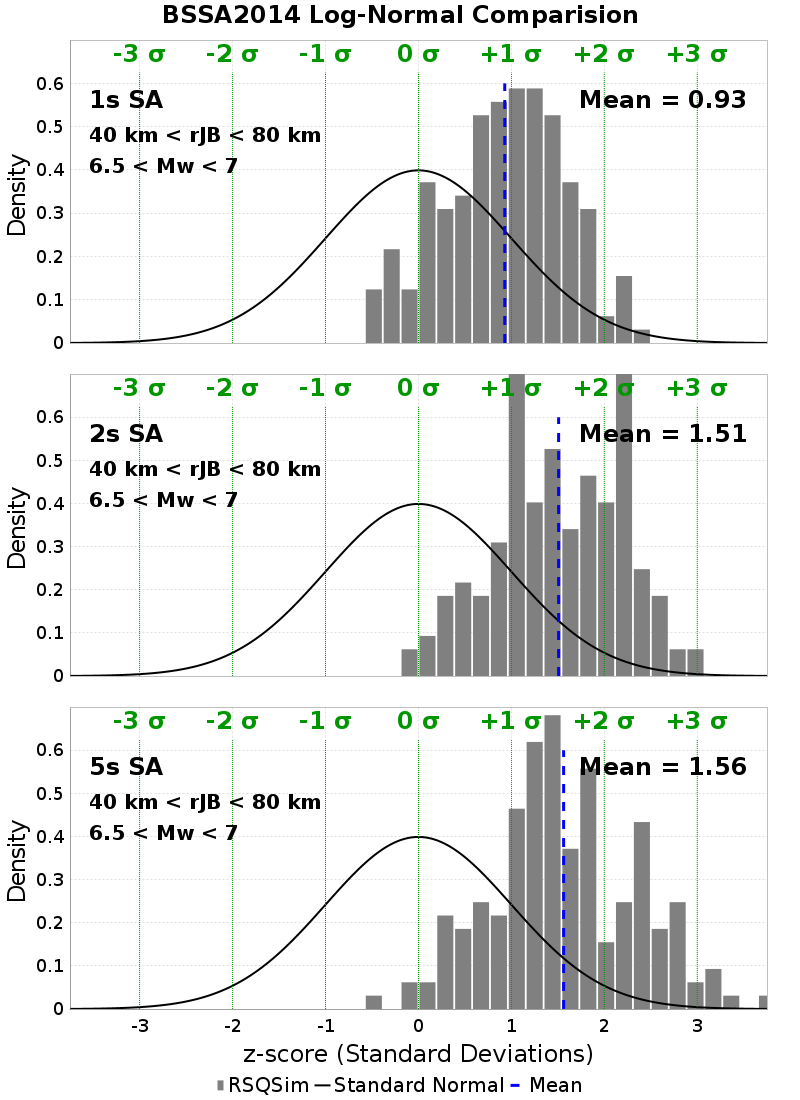 BSSA2014 Log-Normal Comparision
-3 σ -2 σ -1 σ 0 σ +1 σ +2 σ +3 σ
0.6
1s SA Mean = 0.93
0.5
40 km < rJB < 80 km
6.5 < Mw < 7
0.4
0.3
0.2
0.1
0
Density
-3 σ -2 σ -1 σ 0 σ +1 σ +2 σ +3 σ
0.6
2s SA Mean = 1.51
0.5
40 km < rJB < 80 km
6.5 < Mw < 7
0.4
0.3
0.2
0.1
0
Density
-3 σ -2 σ -1 σ 0 σ +1 σ +2 σ +3 σ
0.6
5s SA Mean = 1.56
0.5
40 km < rJB < 80 km
6.5 < Mw < 7
0.4
0.3
0.2
0.1
0
Density
-3 -2 -1 0 1 2 3
z-score (Standard Deviations)
RSQSim Standard Normal Mean